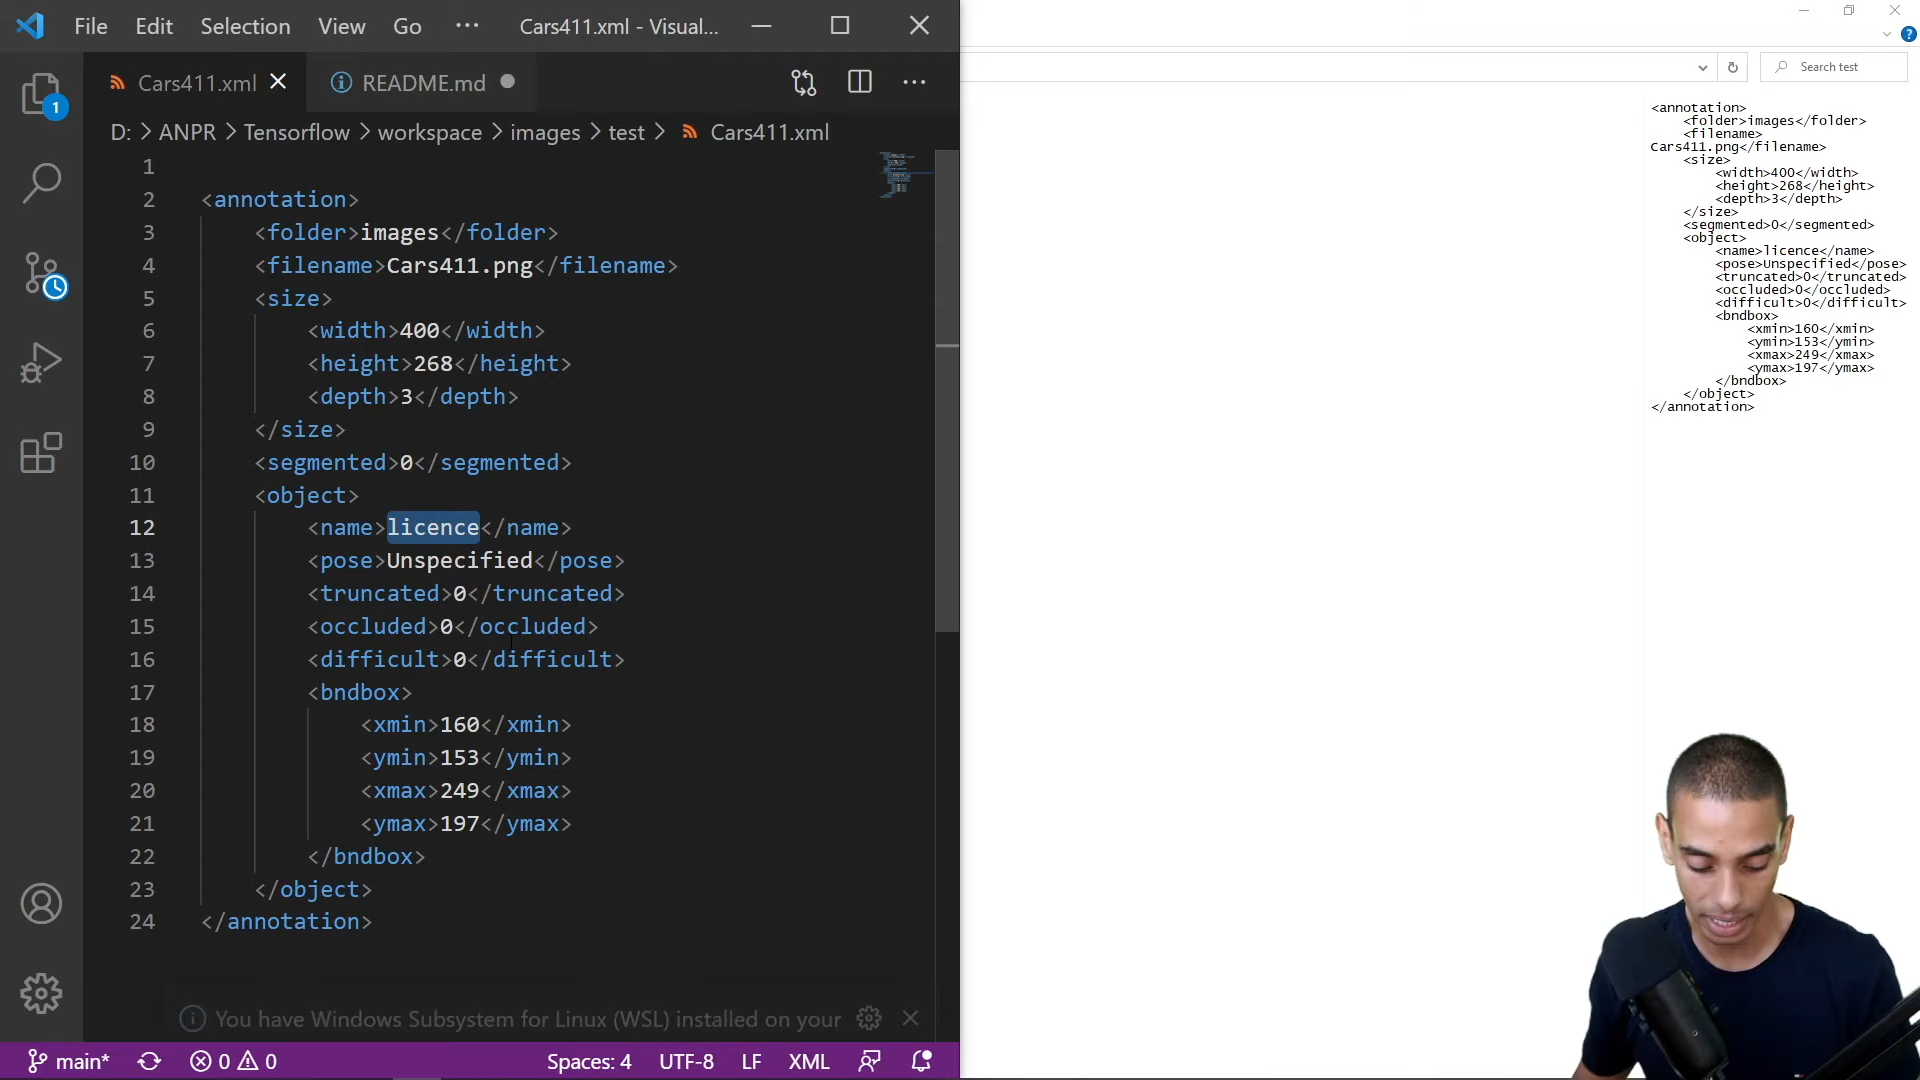 File Edit View Go ··· Cars411.xml - Visual...
Cars411.xml README.md
D: > ANPR > Tensorflow > workspace > images > test > Cars411.xml
1
2 <annotation>
3 <folder>images</folder>
4 <filename>Cars411.png</filename>
5 <size>
6 <width>400</width>
7 <height>268</height>
8 <depth>3</depth>
9 </size>
10 <segmented>0</segmented>
11 <object>
12 <name>licence</name>
13 <pose>Unspecified</pose>
14 <truncated>0</truncated>
15 <occluded>0</occluded>
16 <difficult>0</difficult>
17 <bndbox>
18 <xmin>160</xmin>
19 <ymin>153</ymin>
20 <xmax>249</xmax>
21 <ymax>197</ymax>
22 </bndbox>
23 </object>
24 </annotation>
1
You have Windows Subsystem for Linux (WSL) installed on your
main* 0 0 Spaces: 4 UTF-8 LF XML
Search test
<annotation>
<folder>images</folder>
<filename>
Cars411.png</filename>
<size>
<width>400</width>
<height>268</height>
<depth>3</depth>
</size>
<segmented>0</segmented>
<object>
<name>licence</name>
<pose>Unspecified</pose>
<truncated>0</truncated>
<occluded>0</occluded>
<difficult>0</difficult>
<bndbox>
<xmin>160</xmin>
<ymin>153</ymin>
<xmax>249</xmax>
<ymax>197</ymax>
</bndbox>
</object>
</annotation>